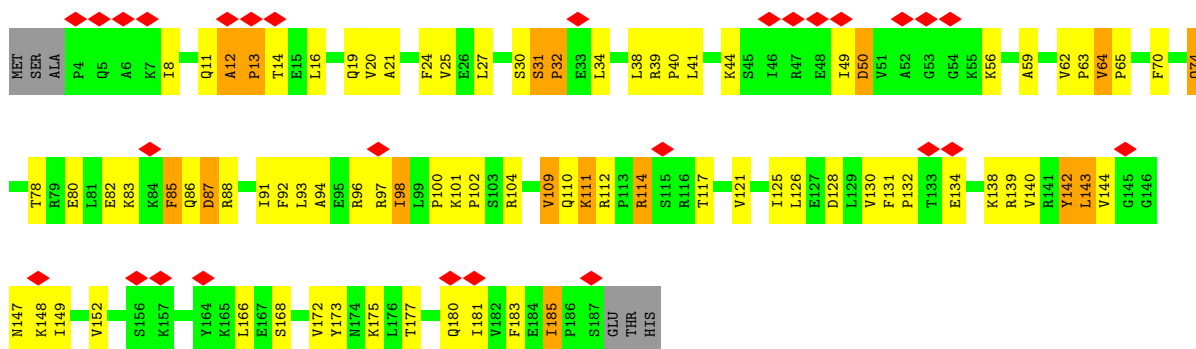 MET SER ALA P4 Q5 A6 K7 I8 Q11 A12 P13 T14 E15 L16 Q19 V20 A21 F24 V25 E26 L27 S30 S31 P32 E33 L34 L38 R39 P40 L41 K44 S45 I46 R47 E48 I49 D50 V51 A52 G53 G54 K55 K56 A59 V62 P63 V64 P65 F70
T78 R79 E80 L81 E82 K83 K84 F85 Q86 D87 R88 I91 F92 L93 A94 E95 R96 R97 I98 L99 P100 K101 P102 S103 R104 V109 Q110 K111 R112 P113 R114 S115 R116 T117 V121 I125 L126 E127 D128 L129 V130 F131 P132 T133 E134 K138 R139 V140 R141 Y142 L143 V144 G145 G146
N147 K148 I149 V152 S156 K157 Y164 K165 L166 E167 S168 V172 Y173 N174 K175 L176 T177 Q180 I181 V182 F183 E184 I185 P186 S187 GLU THR HIS